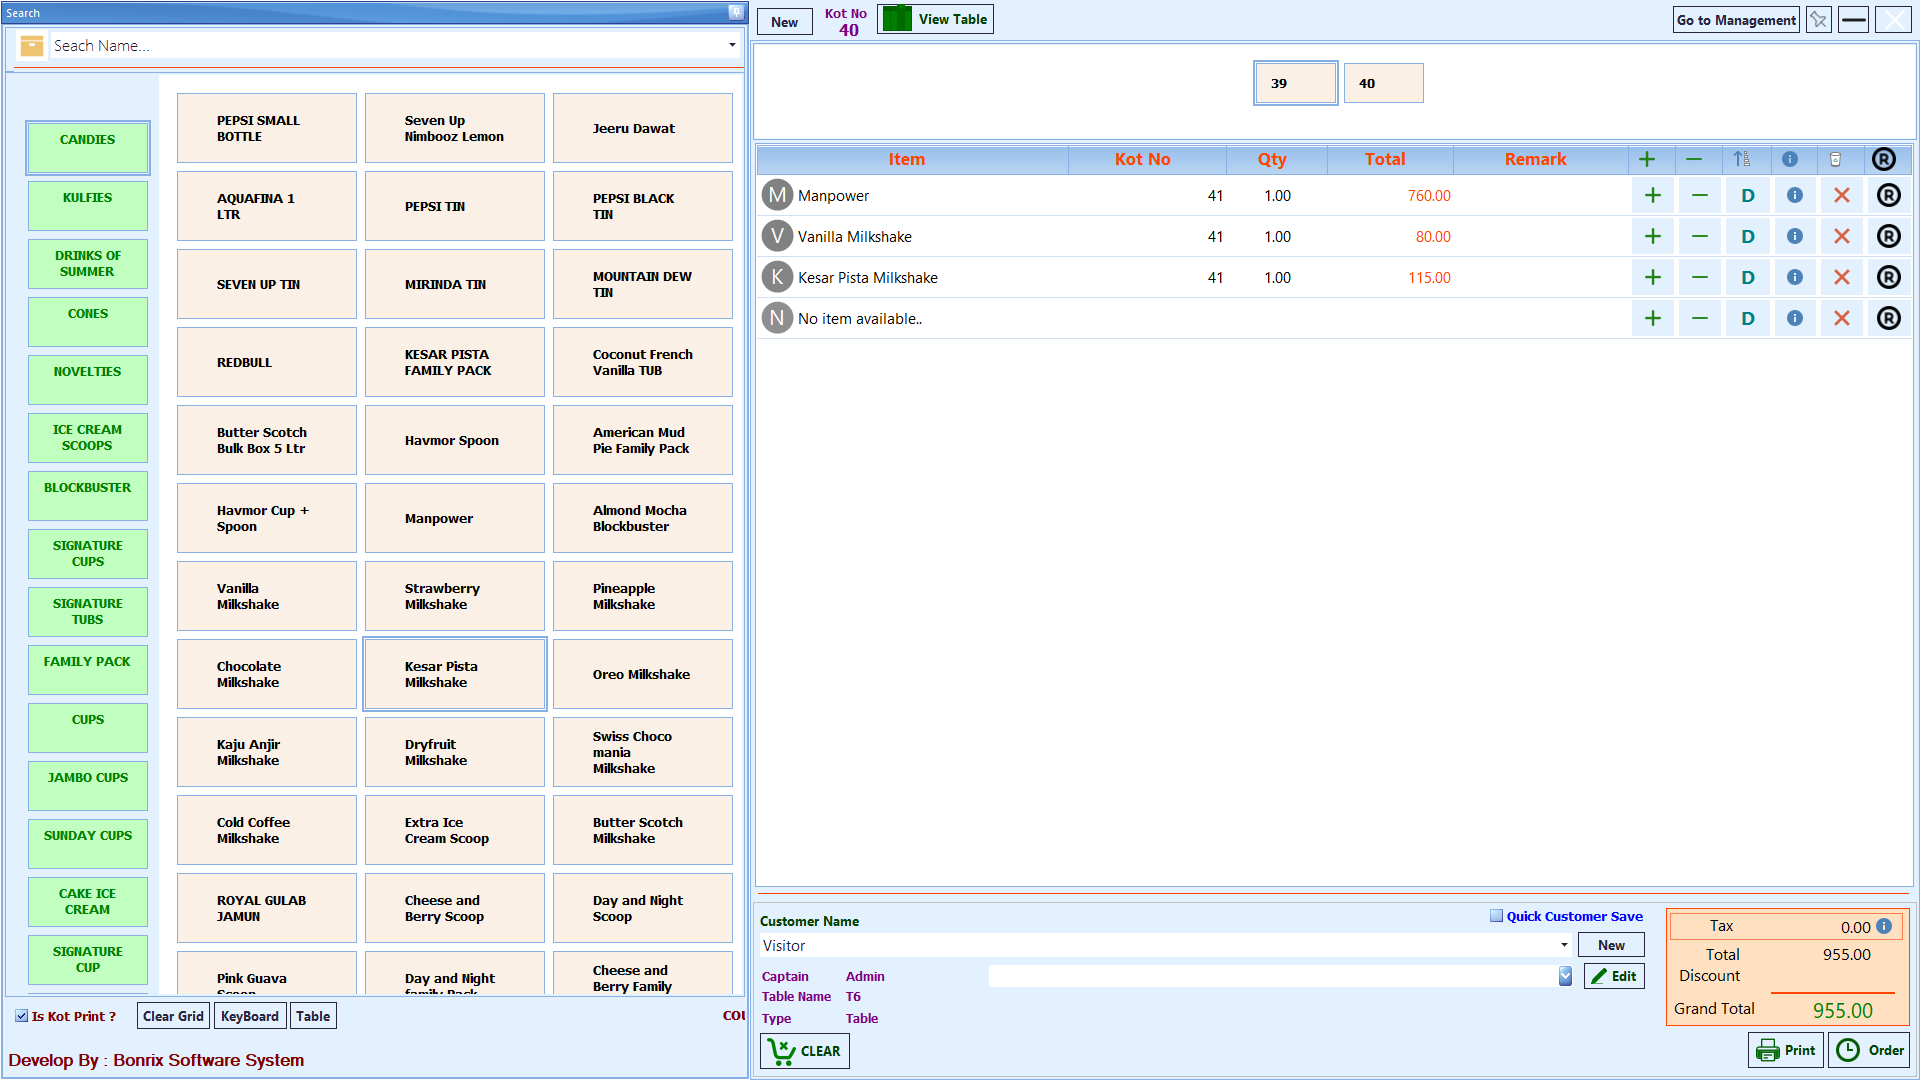 Search
Seach Name...
CANDIES
KULFIES
DRINKS OF
SUMMER
CONES
NOVELTIES
ICE CREAM
SCOOPS
BLOCKBUSTER
SIGNATURE
CUPS
SIGNATURE
TUBS
FAMILY PACK
CUPS
JAMBO CUPS
SUNDAY CUPS
CAKE ICE
CREAM
SIGNATURE
CUP
PEPSI SMALL
BOTTLE
Seven Up
Nimbooz Lemon
Jeeru Dawat
AQUAFINA 1
LTR
PEPSI TIN
PEPSI BLACK
TIN
SEVEN UP TIN
MIRINDA TIN
MOUNTAIN DEW
TIN
REDBULL
KESAR PISTA
FAMILY PACK
Coconut French
Vanilla TUB
Butter Scotch
Bulk Box 5 Ltr
Havmor Spoon
American Mud
Pie Family Pack
Havmor Cup +
Spoon
Manpower
Almond Mocha
Blockbuster
Vanilla
Milkshake
Strawberry
Milkshake
Pineapple
Milkshake
Chocolate
Milkshake
Kesar Pista
Milkshake
Oreo Milkshake
Kaju Anjir
Milkshake
Dryfruit
Milkshake
Swiss Choco
mania
Milkshake
Cold Coffee
Milkshake
Extra Ice
Cream Scoop
Butter Scotch
Milkshake
ROYAL GULAB
JAMUN
Cheese and
Berry Scoop
Day and Night
Scoop
Pink Guava
Scoop
Day and Night
family Pack
Cheese and
Berry Family
Is Kot Print ?
Clear Grid
KeyBoard
Table
COU
Develop By : Bonrix Software System
New
Kot No
40
View Table
Go to Management
39
40
Item Kot No Qty Total Remark + − i R
M Manpower 41 1.00 760.00 + − D i R
V Vanilla Milkshake 41 1.00 80.00 + − D i R
K Kesar Pista Milkshake 41 1.00 115.00 + − D i R
N No item available.. + − D i R
Customer Name
Quick Customer Save
Visitor
New
Captain Admin
Edit
Table Name T6
Type Table
CLEAR
Tax 0.00 i
Total 955.00
Discount
Grand Total 955.00
Print
Order